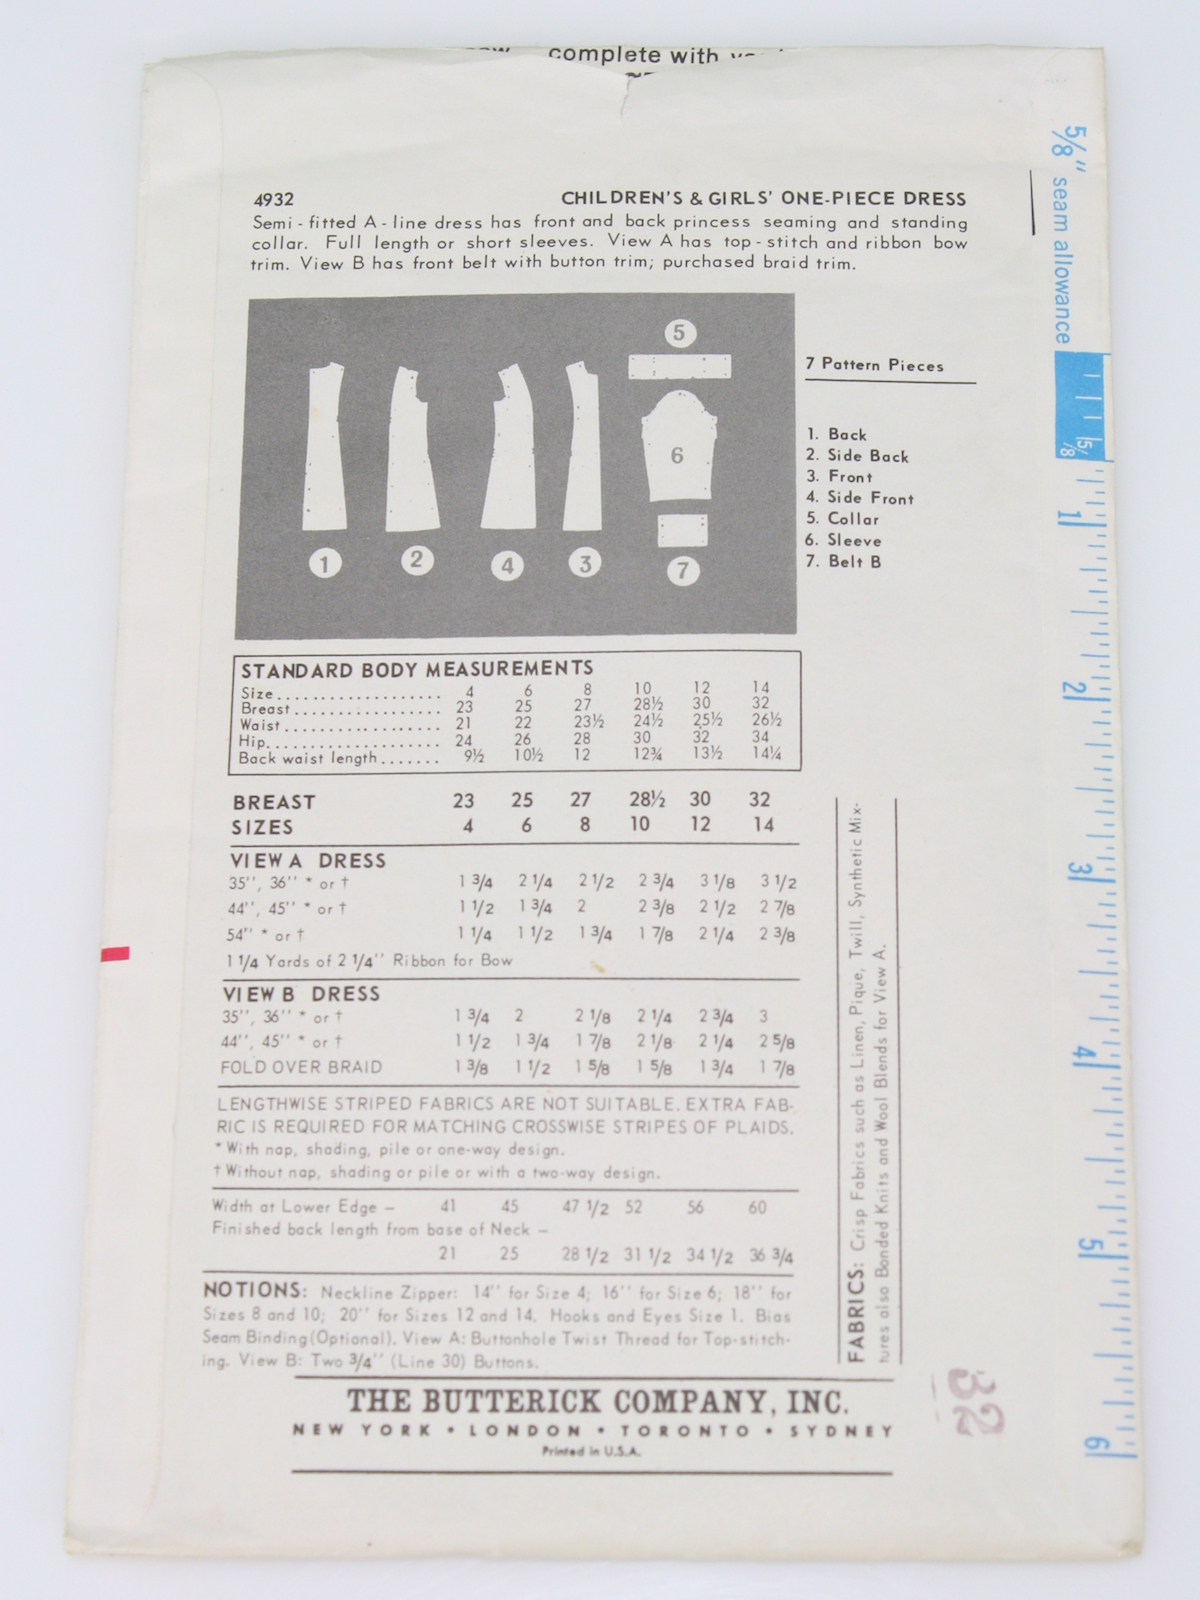 complete with
4932 CHILDREN'S & GIRLS' ONE-PIECE DRESS
Semi-fitted A-line dress has front and back princess seaming and standing
collar. Full length or short sleeves. View A has top-stitch and ribbon bow
trim. View B has front belt with button trim; purchased braid trim.
5
6
1 2 4 3 7
7 Pattern Pieces
1. Back
2. Side Back
3. Front
4. Side Front
5. Collar
6. Sleeve
7. Belt B
STANDARD BODY MEASUREMENTS
Size................... 4 6 8 10 12 14
Breast................. 23 25 27 28½ 30 32
Waist.................. 21 22 23½ 24½ 25½ 26½
Hip.................... 24 26 28 30 32 34
Back waist length....... 9½ 10½ 12 12¾ 13½ 14¼
BREAST 23 25 27 28½ 30 32
SIZES 4 6 8 10 12 14
VIEW A DRESS
35", 36" * or † 1 3/4 2 1/4 2 1/2 2 3/4 3 1/8 3 1/2
44", 45" * or † 1 1/2 1 3/4 2 2 3/8 2 1/2 2 7/8
54" * or † 1 1/4 1 1/2 1 3/4 1 7/8 2 1/4 2 3/8
1 1/4 Yards of 2 1/4" Ribbon for Bow
VIEW B DRESS
35", 36" * or † 1 3/4 2 2 1/8 2 1/4 2 3/4 3
44", 45" * or † 1 1/2 1 3/4 1 7/8 2 1/8 2 1/4 2 5/8
FOLD OVER BRAID 1 3/8 1 1/2 1 5/8 1 5/8 1 3/4 1 7/8
LENGTHWISE STRIPED FABRICS ARE NOT SUITABLE. EXTRA FAB-
RIC IS REQUIRED FOR MATCHING CROSSWISE STRIPES OF PLAIDS.
* With nap, shading, pile or one-way design.
† Without nap, shading or pile or with a two-way design.
Width at Lower Edge – 41 45 47 1/2 52 56 60
Finished back length from base of Neck –
21 25 28 1/2 31 1/2 34 1/2 36 3/4
NOTIONS: Neckline Zipper: 14" for Size 4; 16" for Size 6; 18" for
Sizes 8 and 10; 20" for Sizes 12 and 14. Hooks and Eyes Size 1. Bias
Seam Binding(Optional). View A: Buttonhole Twist Thread for Top-stitch-
ing. View B: Two 3/4" (Line 30) Buttons.
FABRICS: Crisp Fabrics such as Linen, Pique, Twill, Synthetic Mix-
tures also Bonded Knits and Wool Blends for View A.
THE BUTTERICK COMPANY, INC.
NEW YORK • LONDON • TORONTO • SYDNEY
Printed in U.S.A.
32
5/8" seam allowance
5/8
1
2
3
4
5
6